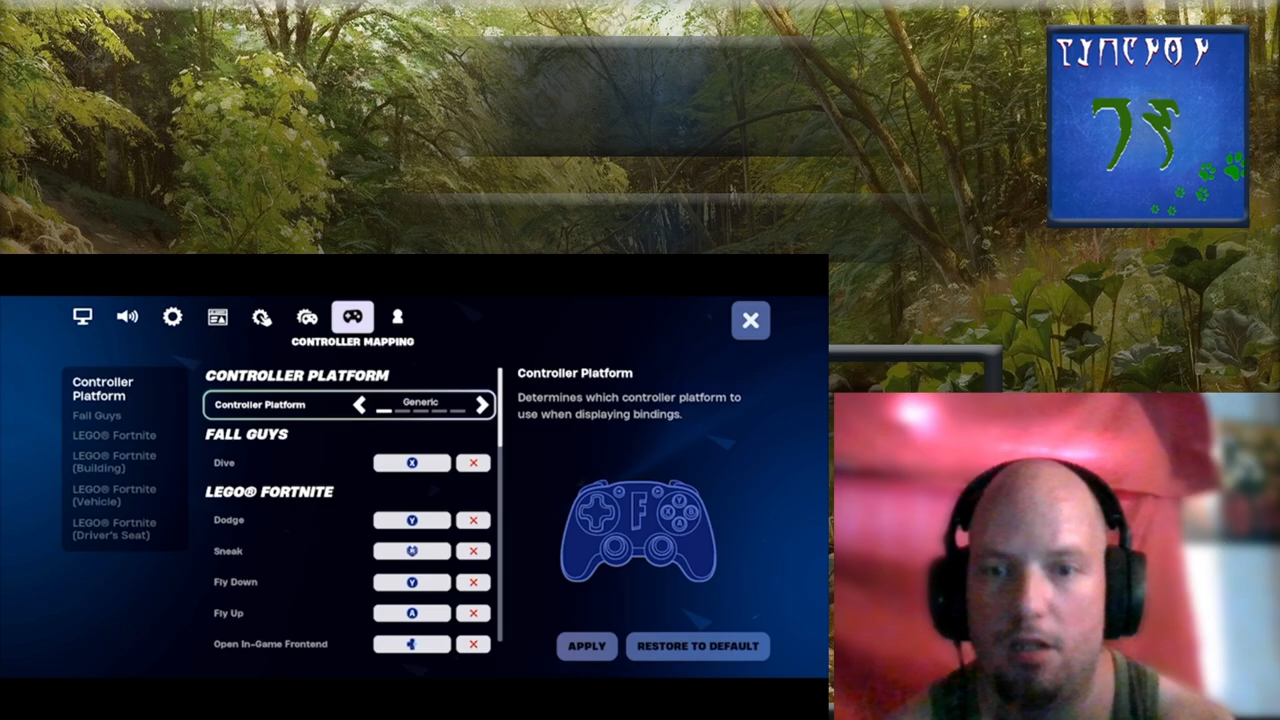 CONTROLLER MAPPING
Controller
Platform
Fall Guys
LEGO® Fortnite
LEGO® Fortnite
(Building)
LEGO® Fortnite
(Vehicle)
LEGO® Fortnite
(Driver's Seat)
CONTROLLER PLATFORM
Controller Platform
Generic
FALL GUYS
Dive
X
LEGO® FORTNITE
Dodge
Y
Sneak
Fly Down
Y
Fly Up
A
Open In-Game Frontend
Controller Platform
Determines which controller platform to
use when displaying bindings.
F
Y
X
B
A
APPLY
RESTORE TO DEFAULT